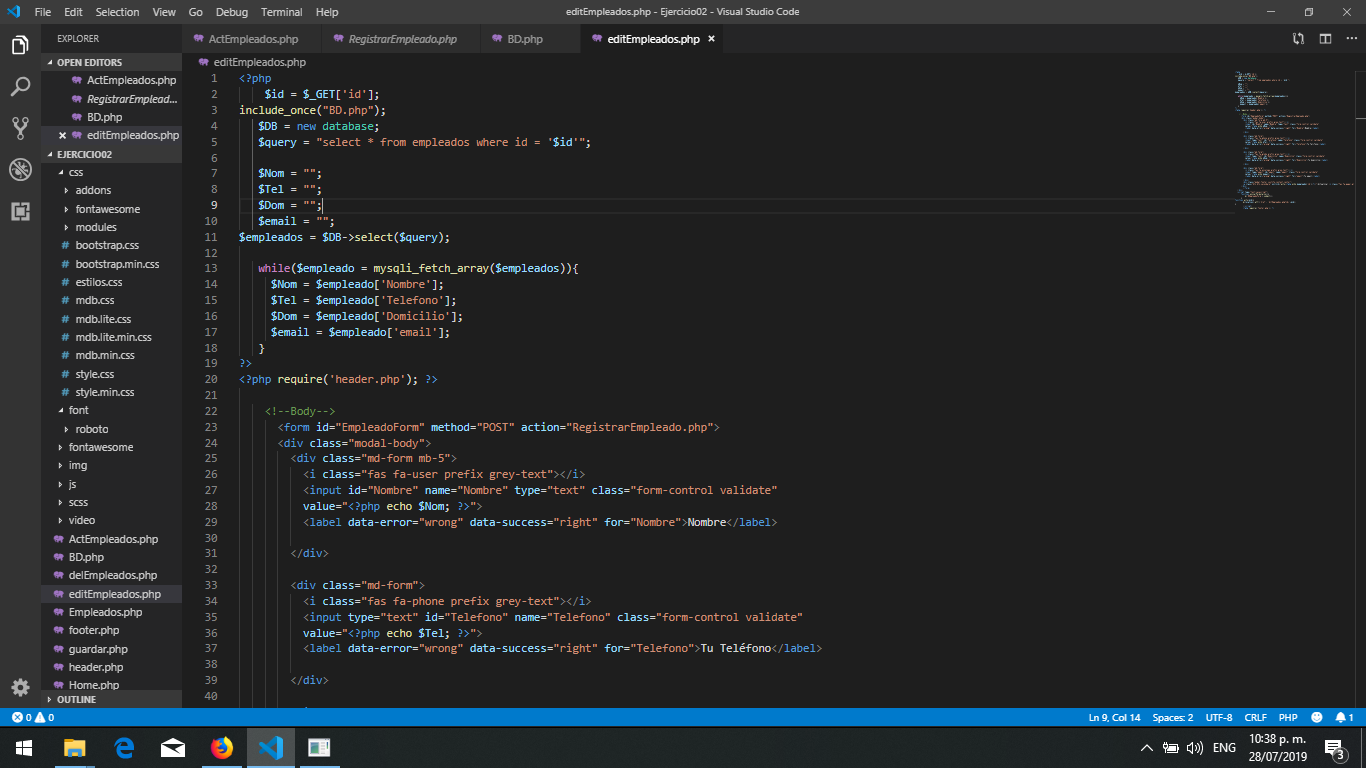 File Edit Selection View Go Debug Terminal Help
editEmpleados.php - Ejercicio02 - Visual Studio Code
EXPLORER
OPEN EDITORS
ActEmpleados.php
RegistrarEmplead...
BD.php
editEmpleados.php
EJERCICIO02
css
addons
fontawesome
modules
# bootstrap.css
# bootstrap.min.css
# estilos.css
# mdb.css
# mdb.lite.css
# mdb.lite.min.css
# mdb.min.css
# style.css
# style.min.css
font
roboto
fontawesome
img
js
scss
video
ActEmpleados.php
BD.php
delEmpleados.php
editEmpleados.php
Empleados.php
footer.php
guardar.php
header.php
Home.php
OUTLINE
ActEmpleados.php RegistrarEmpleado.php BD.php editEmpleados.php
editEmpleados.php
1 <?php
2 $id = $_GET['id'];
3 include_once("BD.php");
4 $DB = new database;
5 $query = "select * from empleados where id = '$id'";
6
7 $Nom = "";
8 $Tel = "";
9 $Dom = "";
10 $email = "";
11 $empleados = $DB->select($query);
12
13 while($empleado = mysqli_fetch_array($empleados)){
14 $Nom = $empleado['Nombre'];
15 $Tel = $empleado['Telefono'];
16 $Dom = $empleado['Domicilio'];
17 $email = $empleado['email'];
18 }
19 ?>
20 <?php require('header.php'); ?>
21
22 <!--Body-->
23 <form id="EmpleadoForm" method="POST" action="RegistrarEmpleado.php">
24 <div class="modal-body">
25 <div class="md-form mb-5">
26 <i class="fas fa-user prefix grey-text"></i>
27 <input id="Nombre" name="Nombre" type="text" class="form-control validate"
28 value="<?php echo $Nom; ?>">
29 <label data-error="wrong" data-success="right" for="Nombre">Nombre</label>
30
31 </div>
32
33 <div class="md-form">
34 <i class="fas fa-phone prefix grey-text"></i>
35 <input type="text" id="Telefono" name="Telefono" class="form-control validate"
36 value="<?php echo $Tel; ?>">
37 <label data-error="wrong" data-success="right" for="Telefono">Tu Teléfono</label>
38
39 </div>
40
0 0
Ln 9, Col 14 Spaces: 2 UTF-8 CRLF PHP 1
ENG
10:38 p. m.
28/07/2019
3